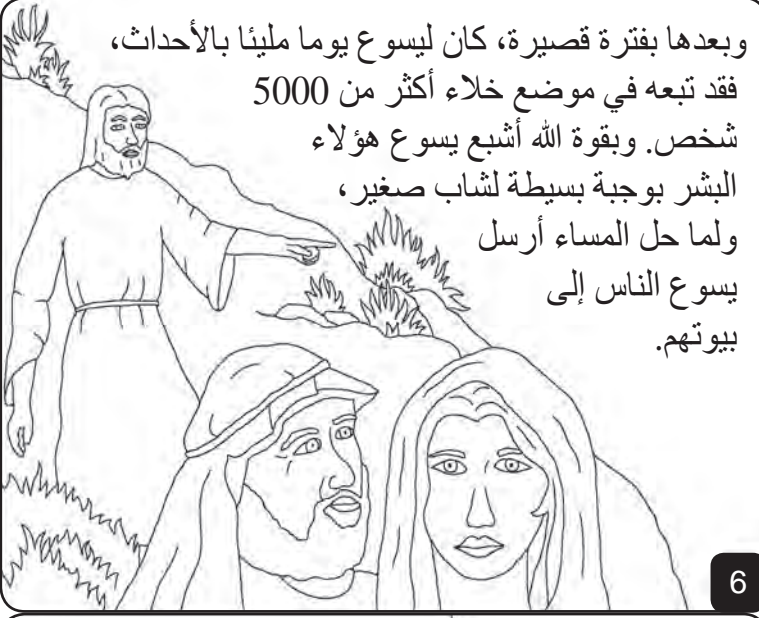 وبعدها بفترة قصيرة، كان ليسوع يوما مليئا بالأحداث،
فقد تبعه في موضع خلاء أكثر من 5000
شخص. وبقوة الله أشبع يسوع هؤلاء
البشر بوجبة بسيطة لشاب صغير،
ولما حل المساء أرسل
يسوع الناس إلى
بيوتهم.
6